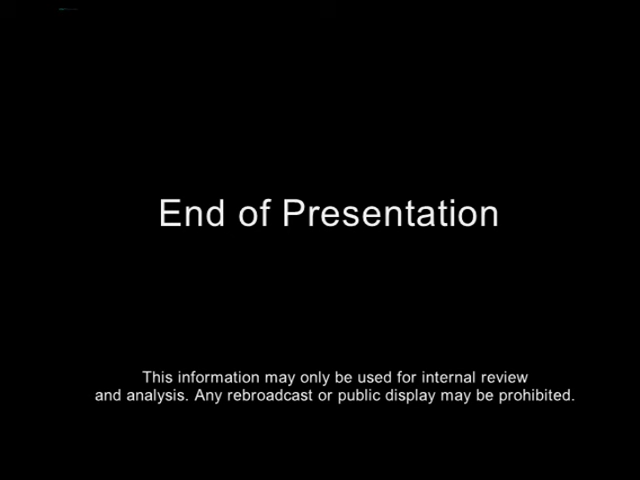 End of Presentation
This information may only be used for internal review
and analysis. Any rebroadcast or public display may be prohibited.